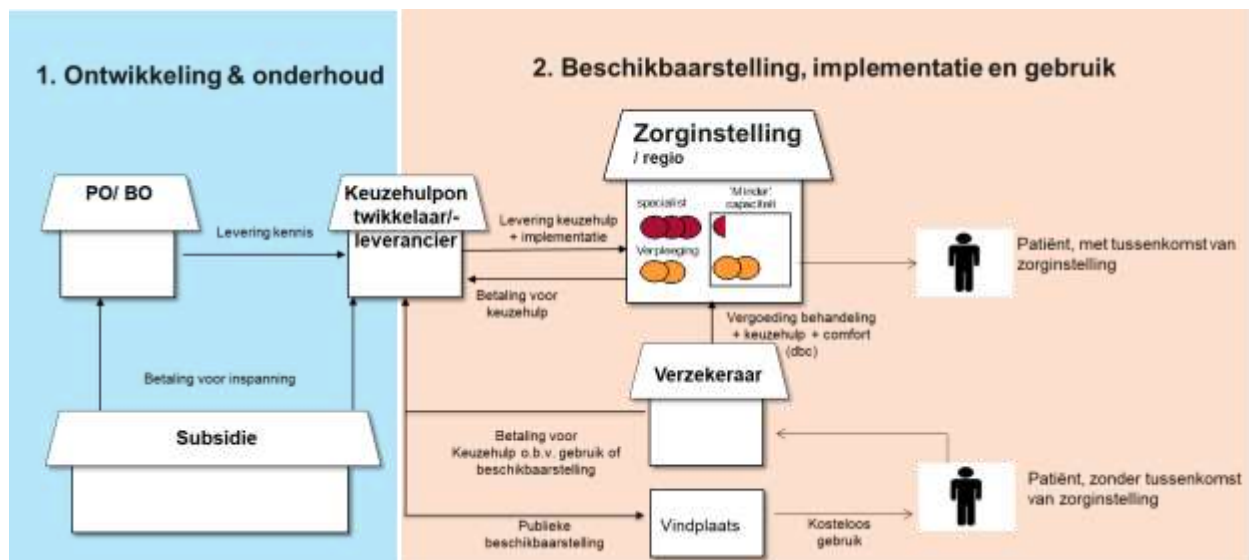 1. Ontwikkeling & onderhoud
2. Beschikbaarstelling, implementatie en gebruik
PO/ BO
Levering kennis
Keuzehulpon
twikkelaar/-
leverancier
Levering keuzehulp
+ implementatie
Betaling voor
keuzehulp
Zorginstelling
/ regio
specialist
'Minder'
capaciteit
Verpleeging
Patiënt, met tussenkomst van
zorginstelling
Vergoeding behandeling
+ keuzehulp + comfort
(dbc)
Betaling voor inspanning
Subsidie
Verzekeraar
Betaling voor
Keuzehulp o.b.v. gebruik of
beschikbaarstelling
Patiënt, zonder tussenkomst
van zorginstelling
Publieke
beschikbaarstelling
Vindplaats
Kosteloos
gebruik